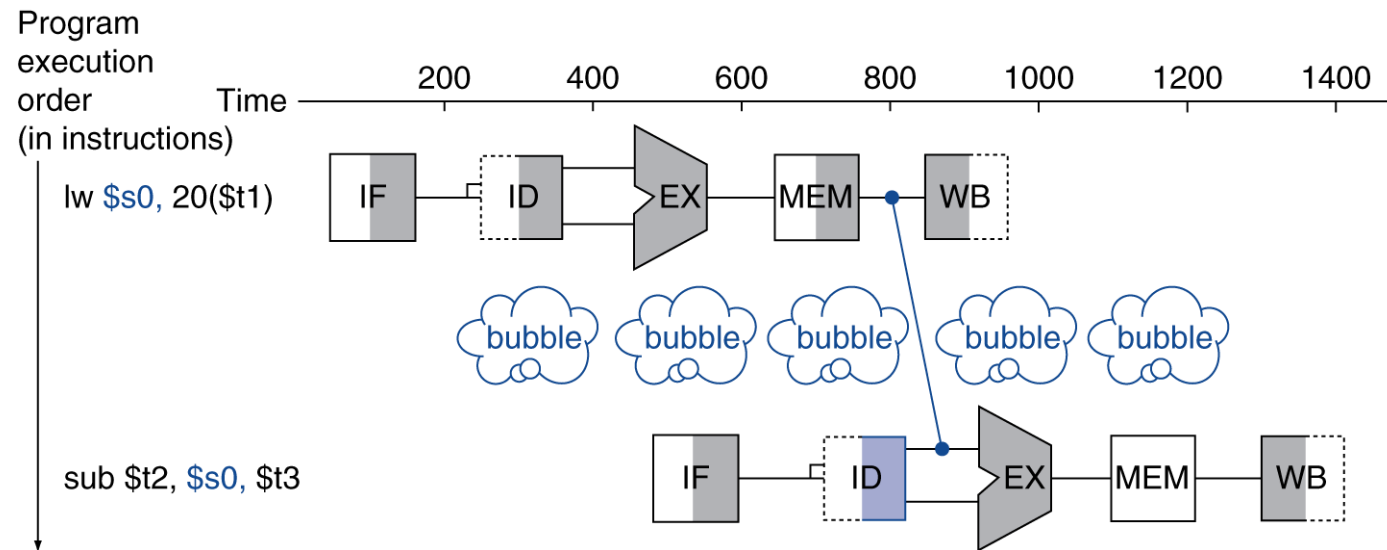 Program
execution
order
(in instructions)
Time
200 400 600 800 1000 1200 1400
lw $s0, 20($t1)
IF ID EX MEM WB
bubble bubble bubble bubble bubble
sub $t2, $s0, $t3
IF ID EX MEM WB